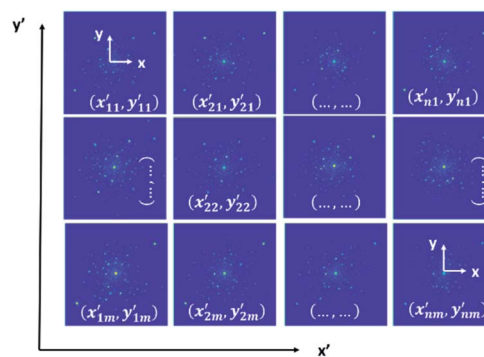 y'
y
x
(x'₁₁, y'₁₁)
(x'₂₁, y'₂₁)
(..., ...)
(x'ₙ₁, y'ₙ₁)
(..., ...)
(x'₂₂, y'₂₂)
(..., ...)
(..., ...)
y
x
(x'₁ₘ, y'₁ₘ)
(x'₂ₘ, y'₂ₘ)
(..., ...)
(x'ₙₘ, y'ₙₘ)
x'